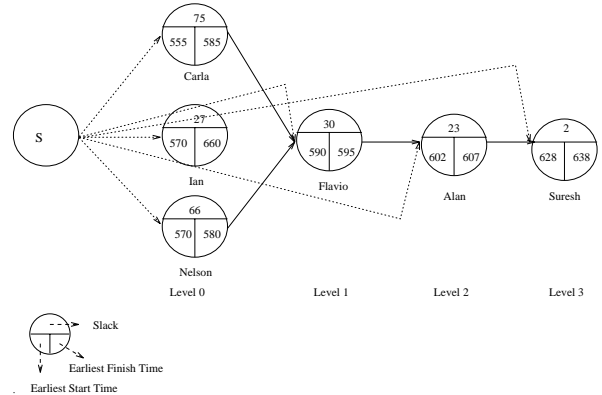 75
555 585
Carla
S
27
570 660
Ian
30
590 595
Flavio
23
602 607
Alan
2
628 638
Suresh
66
570 580
Nelson
Level 0 Level 1 Level 2 Level 3
Slack
Earliest Finish Time
Earliest Start Time